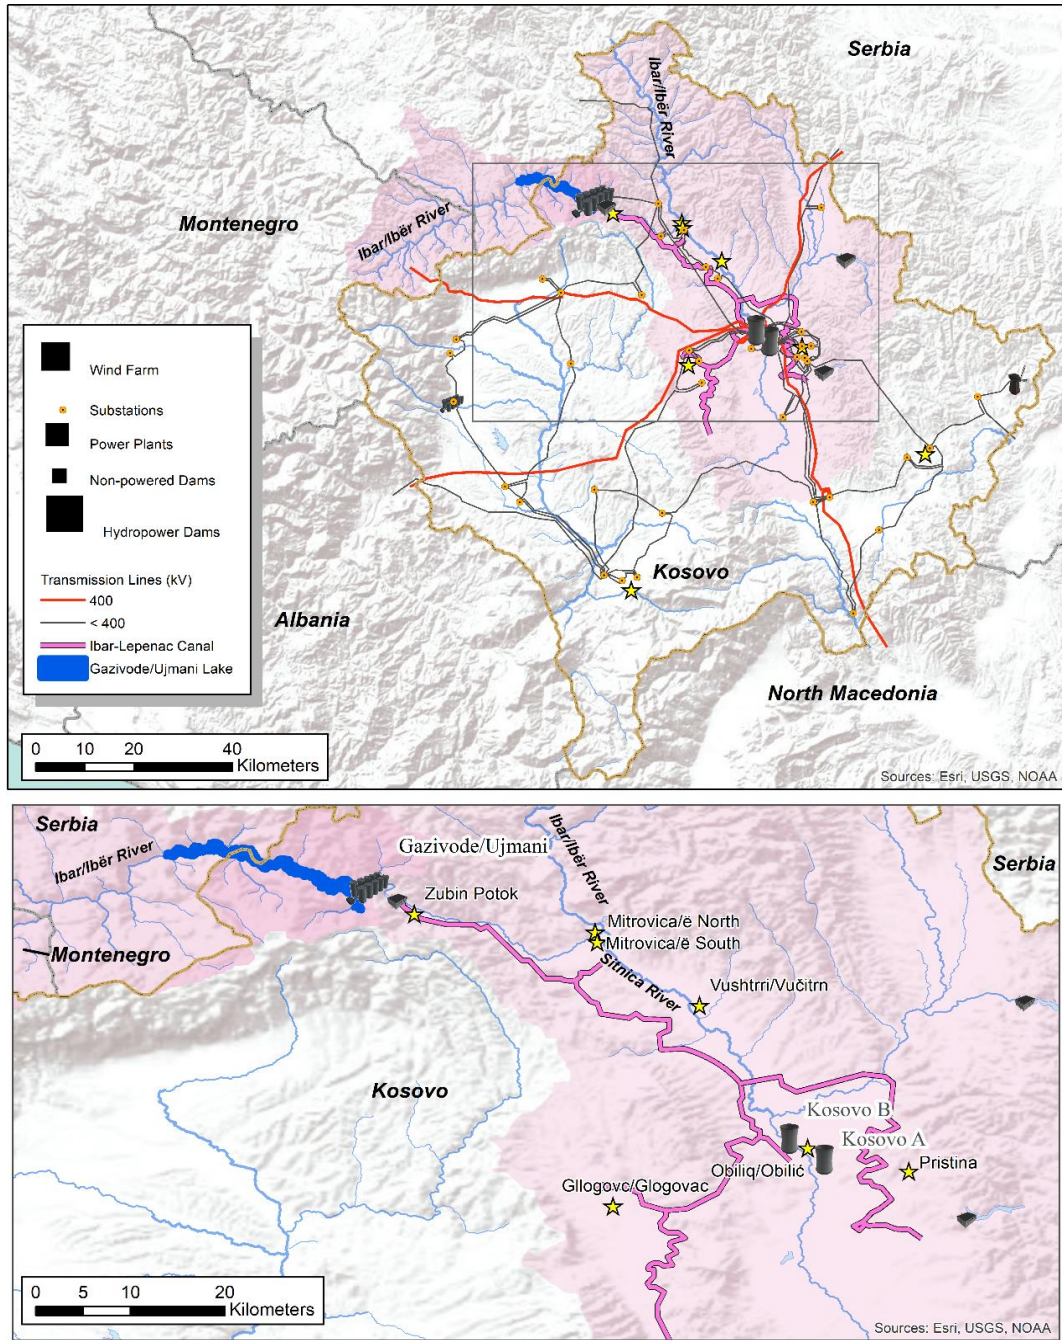 Serbia
Ibar/Ibër River
Montenegro
Ibar/Ibër River
Wind Farm
Substations
Power Plants
Non-powered Dams
Hydropower Dams
Transmission Lines (kV)
400
< 400
Ibar-Lepenac Canal
Gazivode/Ujmani Lake
Kosovo
Albania
North Macedonia
0 10 20 40
Kilometers
Sources: Esri, USGS, NOAA
Serbia
Ibar/Ibër River
Gazivode/Ujmani
Ibar/Ibër River
Serbia
Zubin Potok
Mitrovica/ë North
Mitrovica/ë South
Montenegro
Sitnica River
Vushtrri/Vučitrn
Kosovo
Kosovo B
Kosovo A
Obiliq/Obilić
Pristina
Gllogovc/Glogovac
0 5 10 20
Kilometers
Sources: Esri, USGS, NOAA